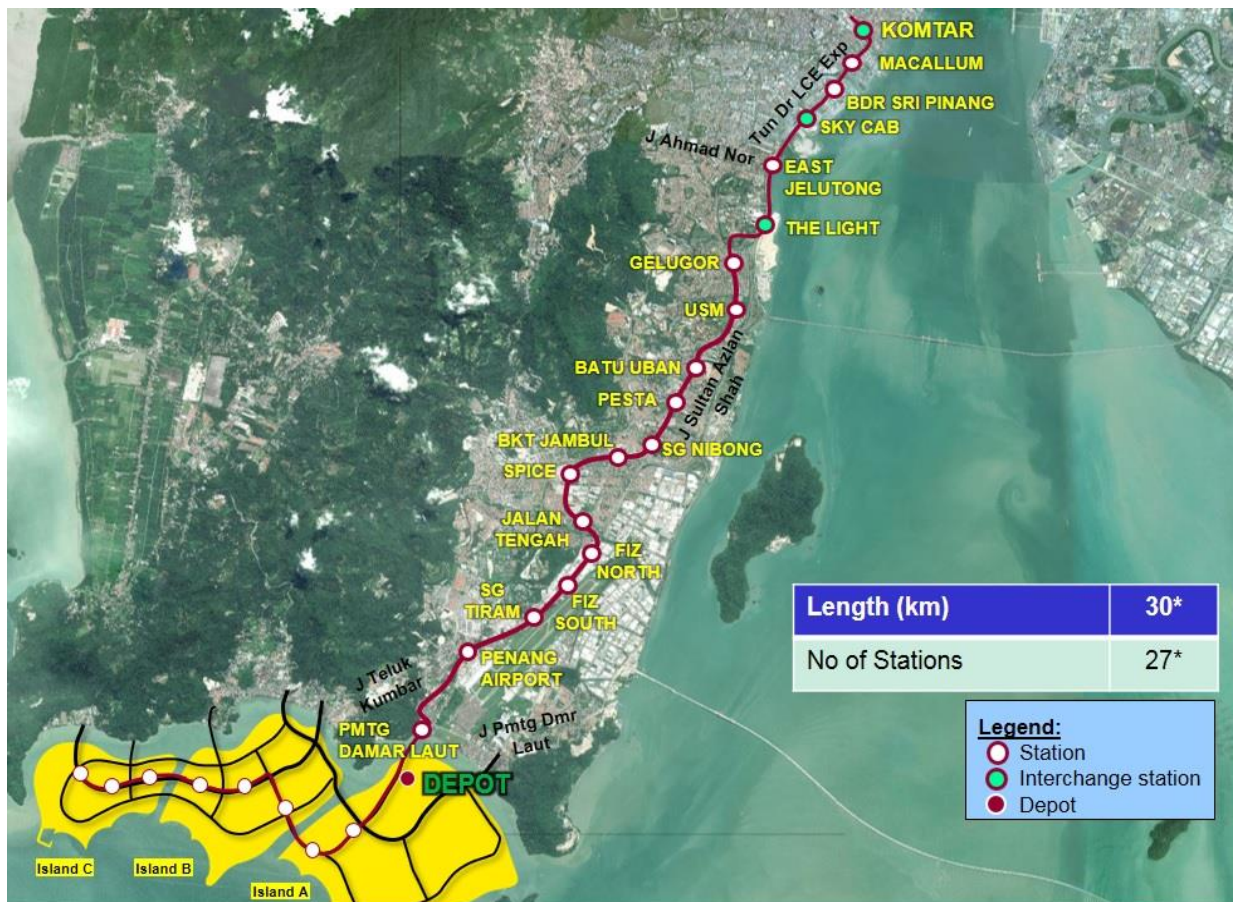 KOMTAR
MACALLUM
Tun Dr LCE Exp
BDR SRI PINANG
SKY CAB
J Ahmad Nor
EAST
JELUTONG
THE LIGHT
GELUGOR
USM
BATU UBAN
J Sultan Azlan
Shah
PESTA
BKT JAMBUL
SG NIBONG
SPICE
JALAN
TENGAH
FIZ
NORTH
SG
TIRAM
FIZ
SOUTH
Length (km) 30*
No of Stations 27*
PENANG
AIRPORT
J Teluk
Kumbar
PMTG
DAMAR LAUT
J Pmtg Dmr
Laut
Legend:
Station
Interchange station
Depot
DEPOT
Island C
Island B
Island A